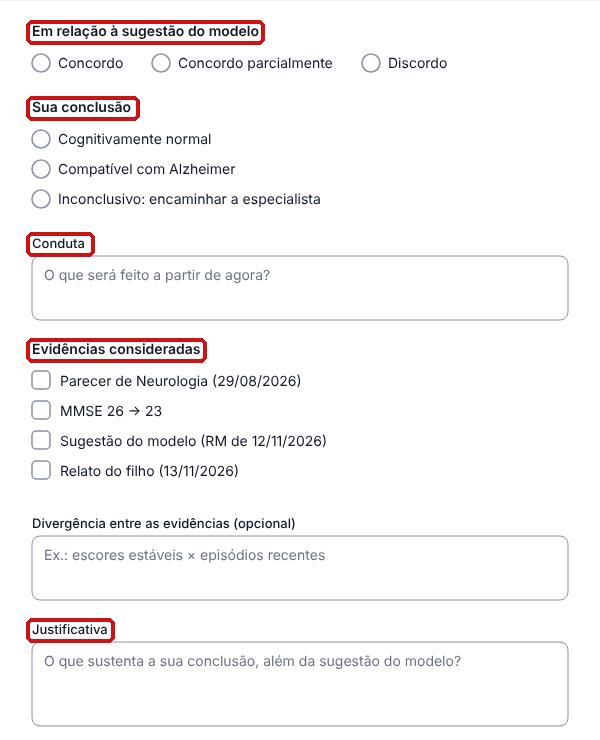 Em relação à sugestão do modelo
Concordo Concordo parcialmente Discordo
Sua conclusão
Cognitivamente normal
Compatível com Alzheimer
Inconclusivo: encaminhar a especialista
Conduta
O que será feito a partir de agora?
Evidências consideradas
Parecer de Neurologia (29/08/2026)
MMSE 26 → 23
Sugestão do modelo (RM de 12/11/2026)
Relato do filho (13/11/2026)
Divergência entre as evidências (opcional)
Ex.: escores estáveis × episódios recentes
Justificativa
O que sustenta a sua conclusão, além da sugestão do modelo?